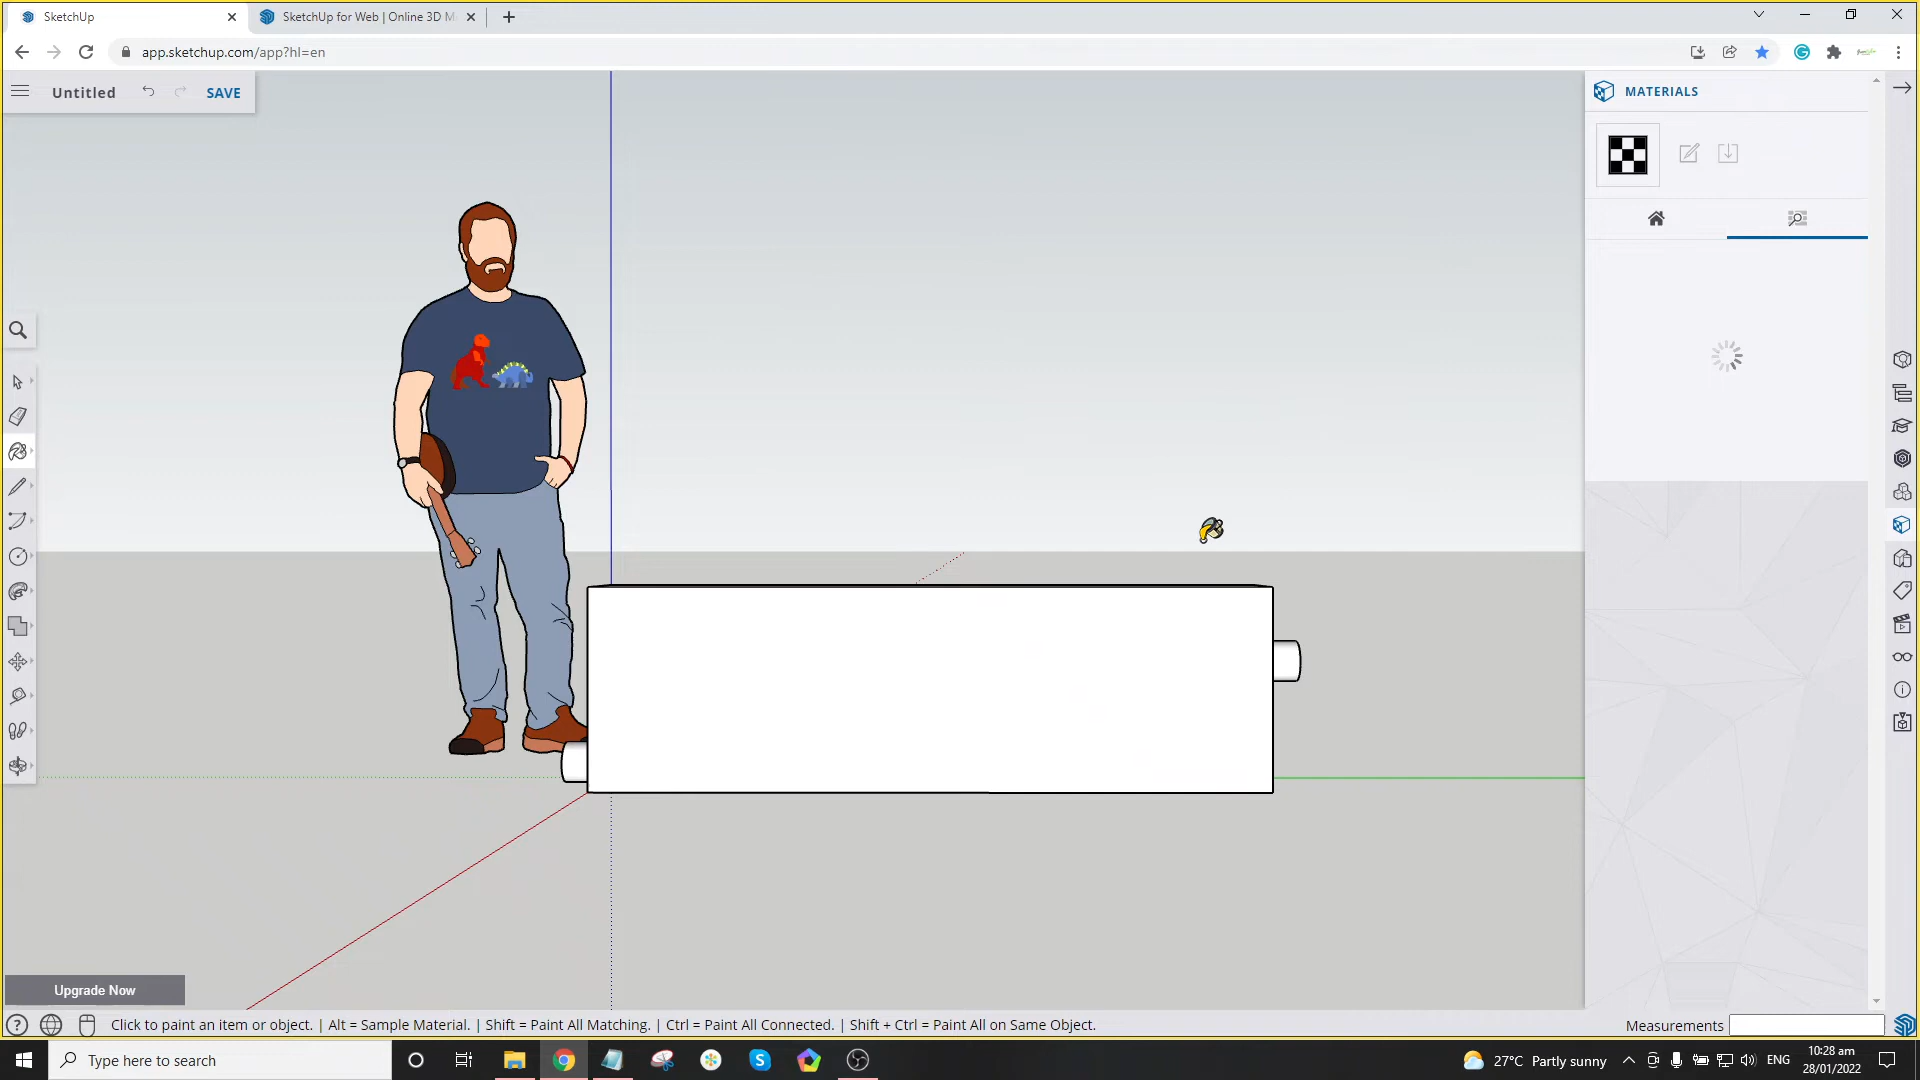 SketchUp
SketchUp for Web | Online 3D M
app.sketchup.com/app?hl=en
Untitled
SAVE
MATERIALS
Upgrade Now
Click to paint an item or object. | Alt = Sample Material. | Shift = Paint All Matching. | Ctrl = Paint All Connected. | Shift + Ctrl = Paint All on Same Object.
Measurements
Type here to search
27°C Partly sunny
ENG
10:28 am
28/01/2022